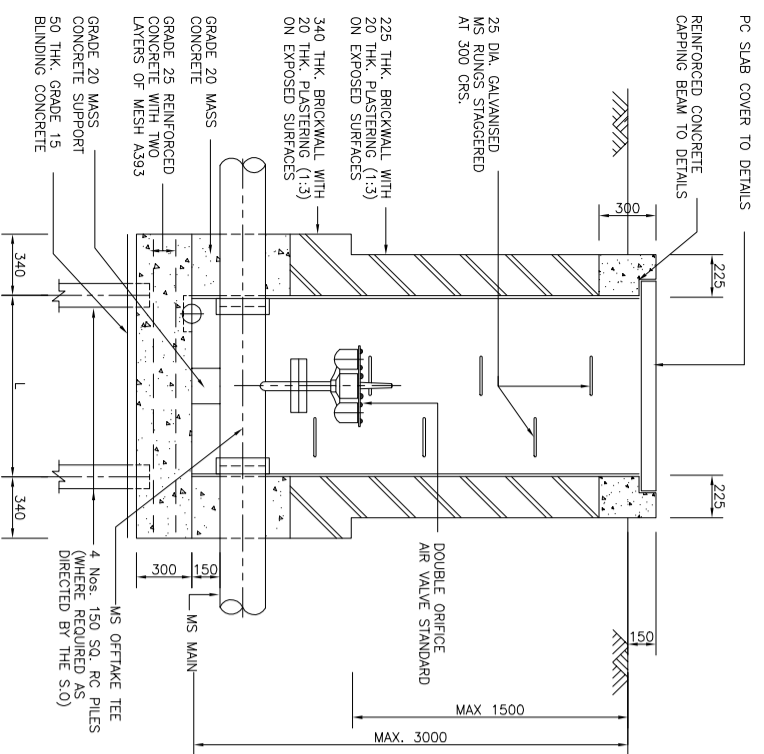 PC SLAB COVER TO DETAILS
REINFORCED CONCRETE
CAPPING BEAM TO DETAILS
25 DIA. GALVANISED
MS RUNGS STAGGERED
AT 300 CRS.
225 THK. BRICKWALL WITH
20 THK. PLASTERING (1:3)
ON EXPOSED SURFACES
340 THK. BRICKWALL WITH
20 THK. PLASTERING (1:3)
ON EXPOSED SURFACES
GRADE 20 MASS
CONCRETE
GRADE 25 REINFORCED
CONCRETE WITH TWO
LAYERS OF MESH A393
GRADE 20 MASS
CONCRETE SUPPORT
50 THK. GRADE 15
BLINDING CONCRETE
300
225
225
150
340
L
340
300
150
DOUBLE ORIFICE
AIR VALVE STANDARD
MS MAIN
MS OFFTAKE TEE
4 Nos. 150 SQ. RC PILES
(WHERE REQUIRED AS
DIRECTED BY THE S.O)
MAX 1500
MAX. 3000